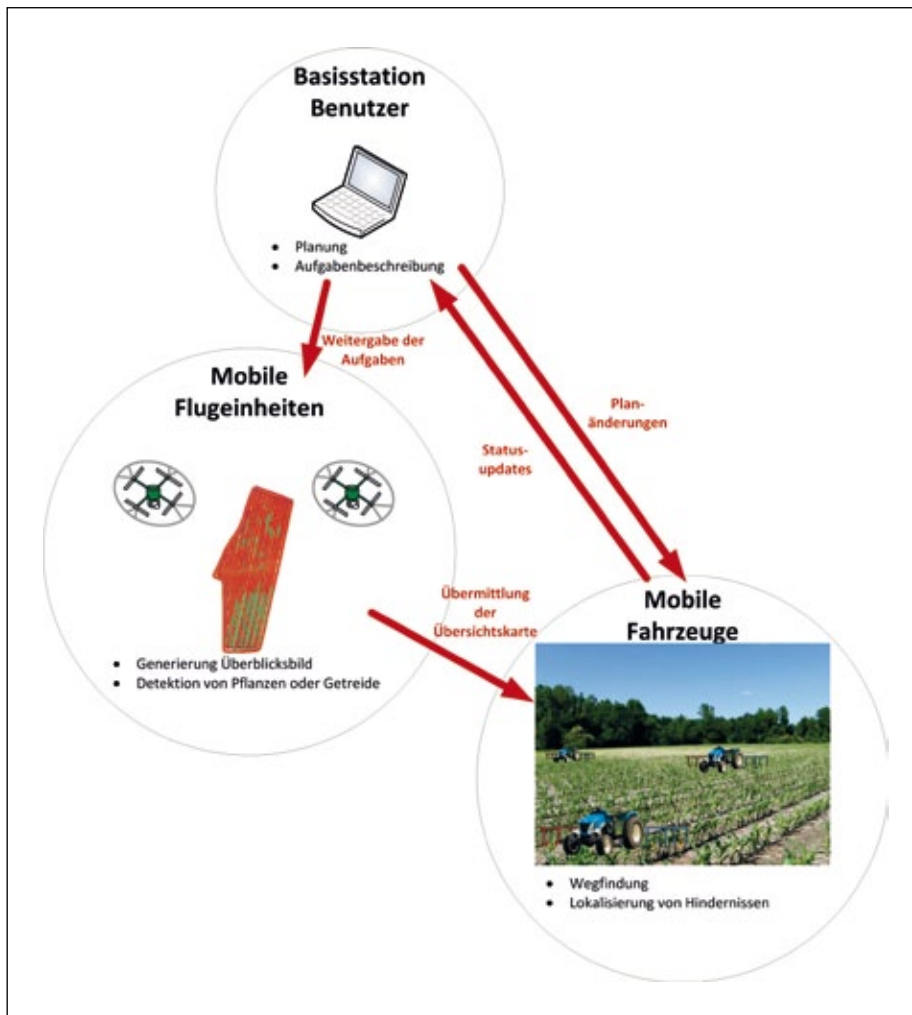 Basisstation
Benutzer
• Planung
• Aufgabenbeschreibung
Weitergabe der
Aufgaben
Mobile
Flugeinheiten
Plan-
änderungen
Status-
updates
• Generierung Überblicksbild
• Detektion von Pflanzen oder Getreide
Übermittlung
der
Übersichtskarte
Mobile
Fahrzeuge
• Wegfindung
• Lokalisierung von Hindernissen